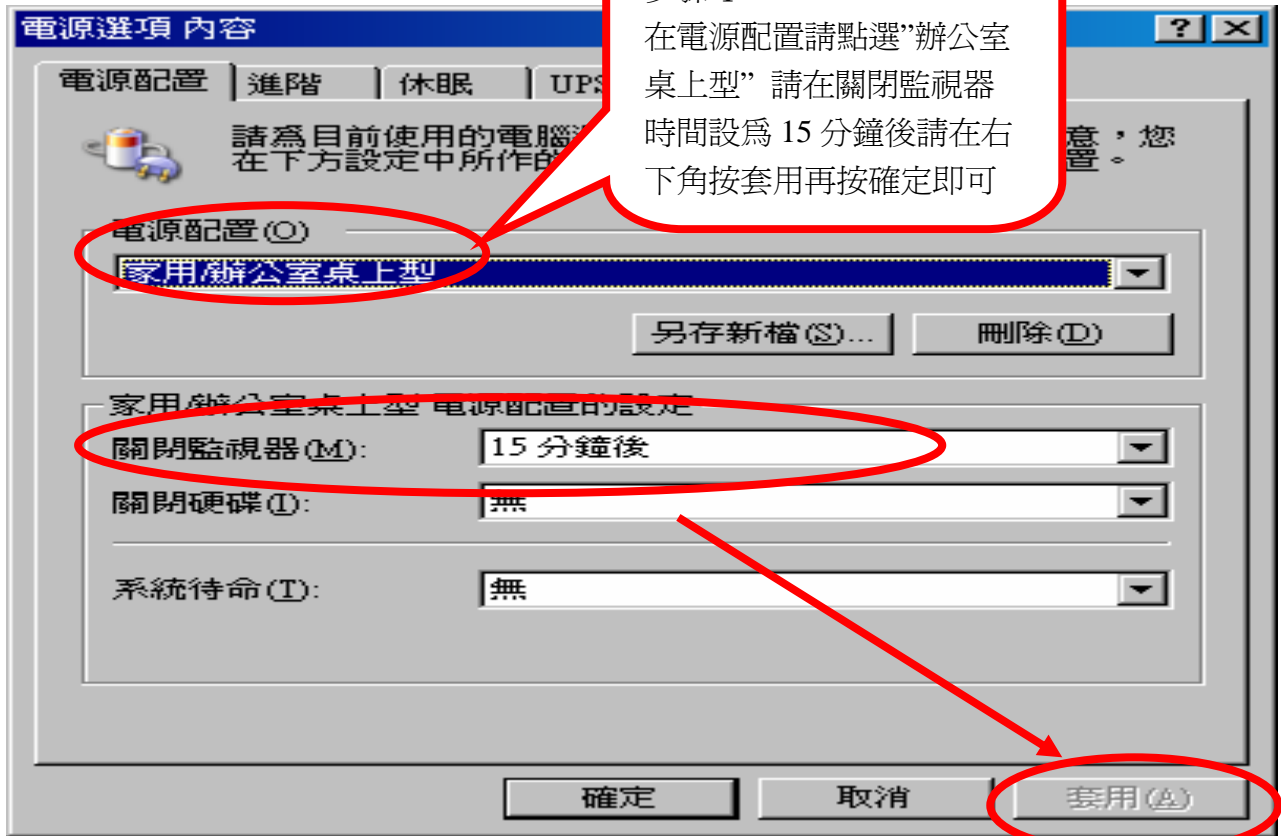 電源選項 內容
在電源配置請點選”辦公室
桌上型” 請在關閉監視器
時間設為 15 分鐘後請在右
下角按套用再按確定即可
電源配置
進階
休眠
UPS
請為目前使用的電腦
意，您
在下方設定中所作的
置。
電源配置(O)
家用/辦公室桌上型
另存新檔(S)...
刪除(D)
家用/辦公室桌上型 電源配置的設定
關閉監視器(M):
15 分鐘後
關閉硬碟(I):
無
系統待命(T):
無
確定
取消
套用(A)